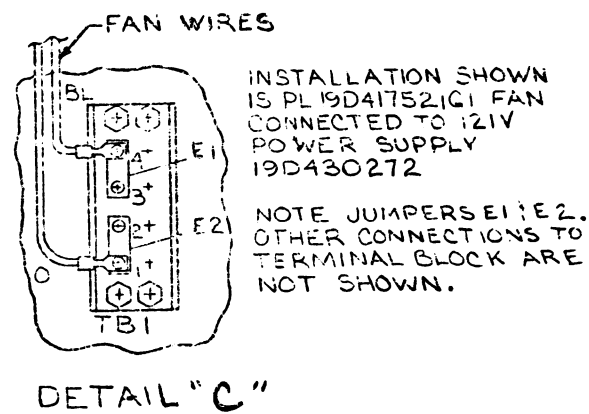 FAN WIRES
BL
INSTALLATION SHOWN
IS PL19D417521G1 FAN
CONNECTED TO 121V
POWER SUPPLY
19D430272
4
E1
3
NOTE JUMPERS E1 & E2.
OTHER CONNECTIONS TO
TERMINAL BLOCK ARE
NOT SHOWN.
2
E2
1
O
TB1
DETAIL "C"